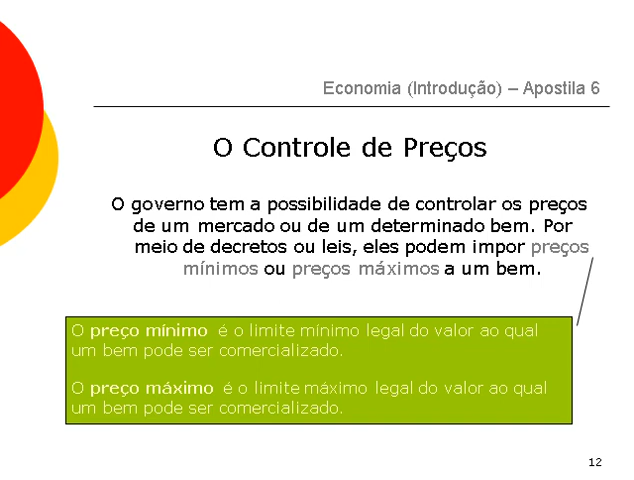 Economia (Introdução) – Apostila 6
O Controle de Preços
O governo tem a possibilidade de controlar os preços
de um mercado ou de um determinado bem. Por
meio de decretos ou leis, eles podem impor preços
mínimos ou preços máximos a um bem.
O preço mínimo é o limite mínimo legal do valor ao qual
um bem pode ser comercializado.
O preço máximo é o limite máximo legal do valor ao qual
um bem pode ser comercializado.
12